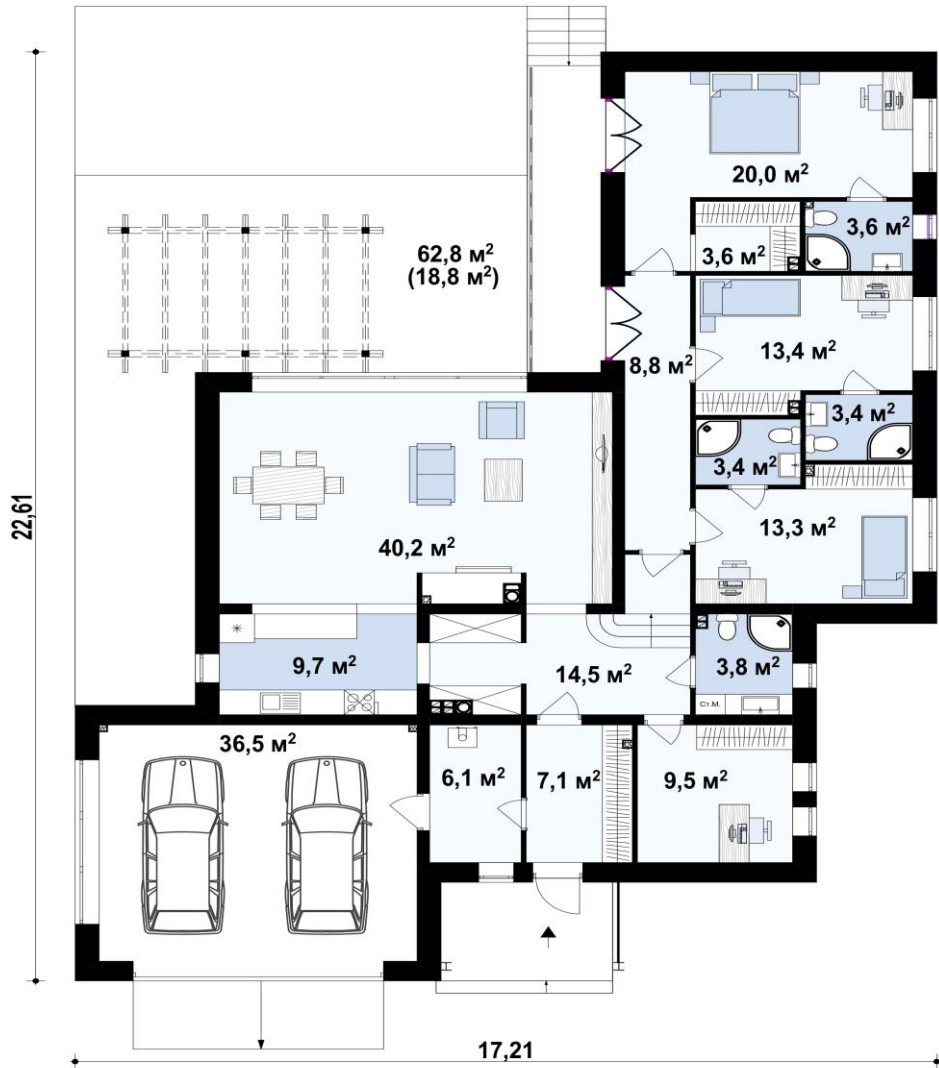 20,0 м²
3,6 м²
3,6 м²
62,8 м²
(18,8 м²)
13,4 м²
8,8 м²
3,4 м²
3,4 м²
22,61
13,3 м²
40,2 м²
9,7 м²
14,5 м²
3,8 м²
Ст.М.
36,5 м²
6,1 м²
7,1 м²
9,5 м²
17,21